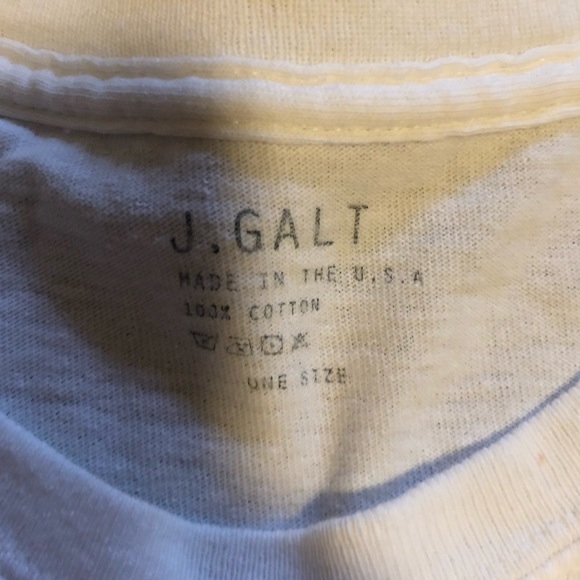 J.GALT
MADE IN THE U.S.A
100% COTTON
ONE SIZE